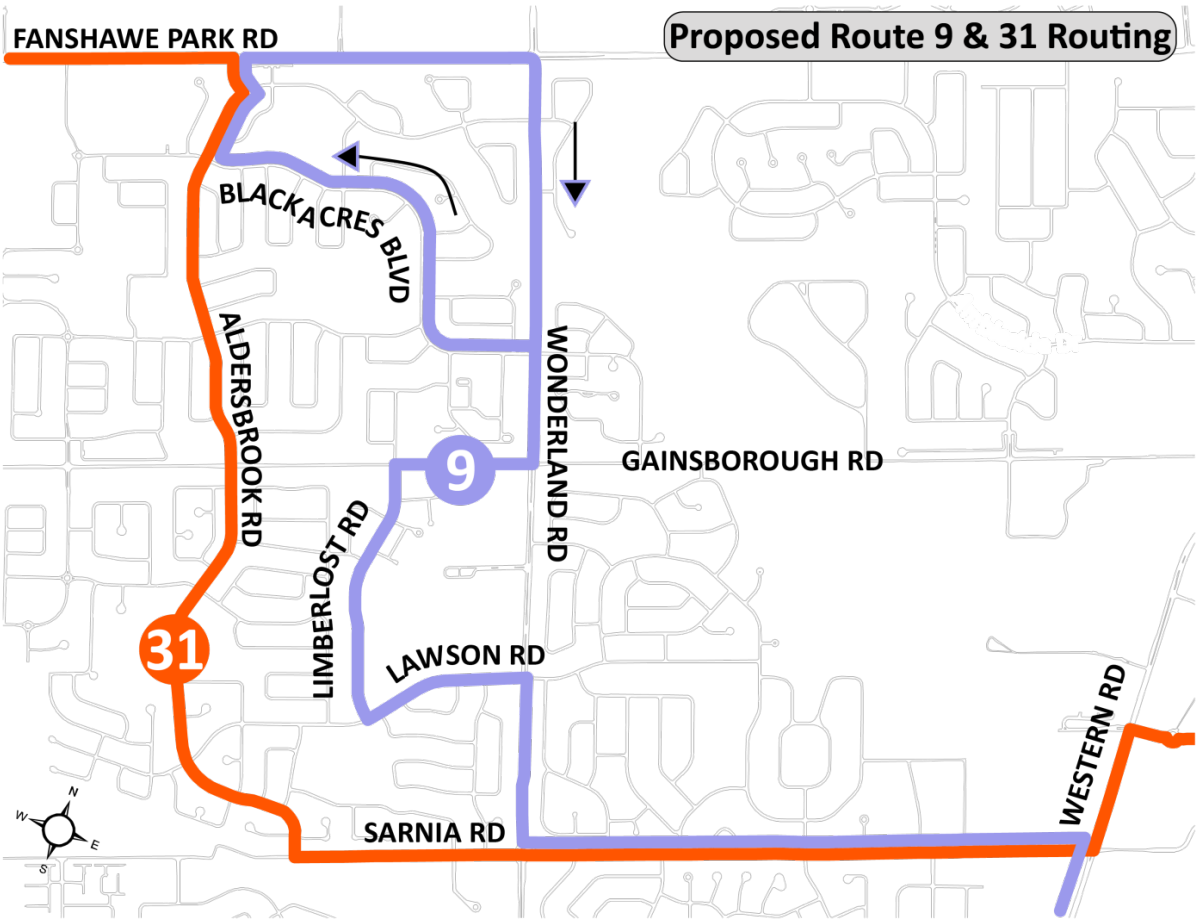 FANSHAWE PARK RD
Proposed Route 9 & 31 Routing
BLACKACRES BLVD
ALDERSBROOK RD
WONDERLAND RD
GAINSBOROUGH RD
9
LIMBERLOST RD
31
LAWSON RD
WESTERN RD
SARNIA RD
N
W
E
S